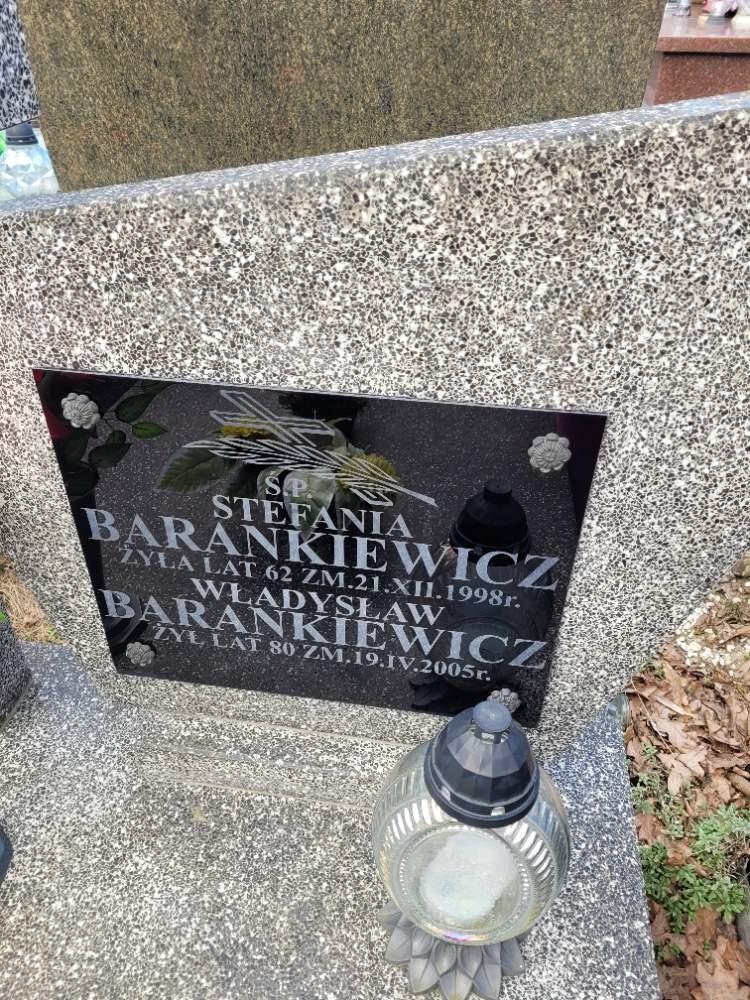 Ś.P.
STEFANIA
BARANKIEWICZ
ŻYŁA LAT 62 ZM.21.XII.1998r.
WŁADYSŁAW
BARANKIEWICZ
ŻYŁ LAT 80 ZM.19.IV.2005r.